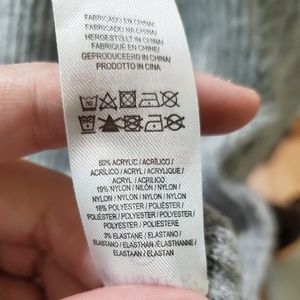 FABRICADO EN CHINA/
FABRICADO NA CHINA/
HERGESTELLT IN CHINA/
FABRIQUÉ EN CHINE/
GEPRODUCEERD IN CHINA/
PRODOTTO IN CINA
60% ACRYLIC / ACRÍLICO /
ACRÍLICO / ACRYL / ACRYLIQUE /
ACRYL / ACRILICO
19% NYLON / NILÓN / NYLON /
NYLON / NYLON / NYLON / NYLON
18% POLYESTER / POLIÉSTER /
POLIÉSTER / POLYESTER /
POLYESTER / POLYESTER /
POLIESTERE
3% ELASTANE / ELASTANO /
ELASTANO / ELASTHAN / ÉLASTHANNE /
ELASTAAN / ELASTAN